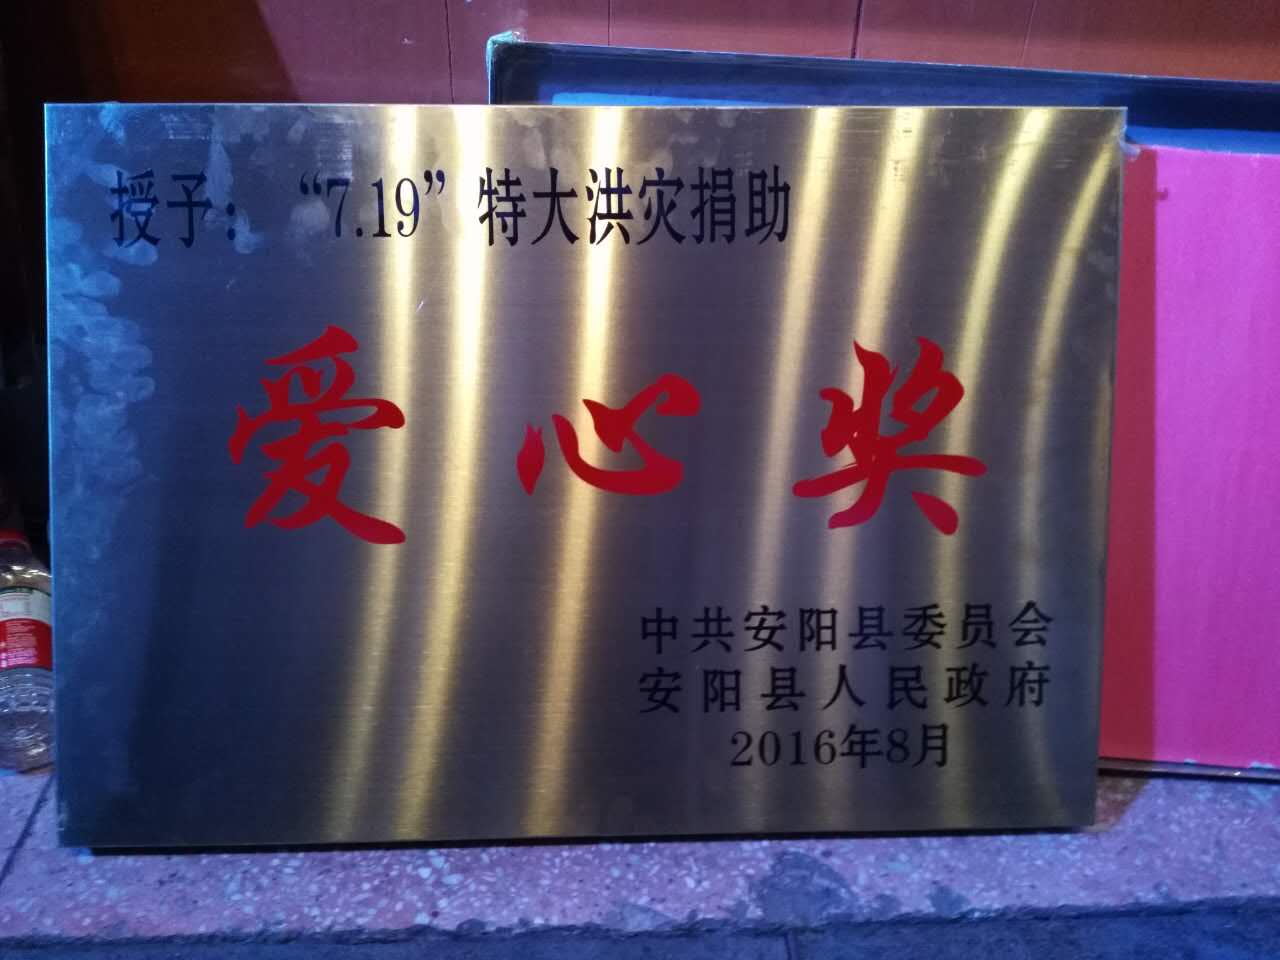 授予：“7.19”特大洪灾捐助
爱心奖
中共安阳县委员会
安阳县人民政府
2016年8月